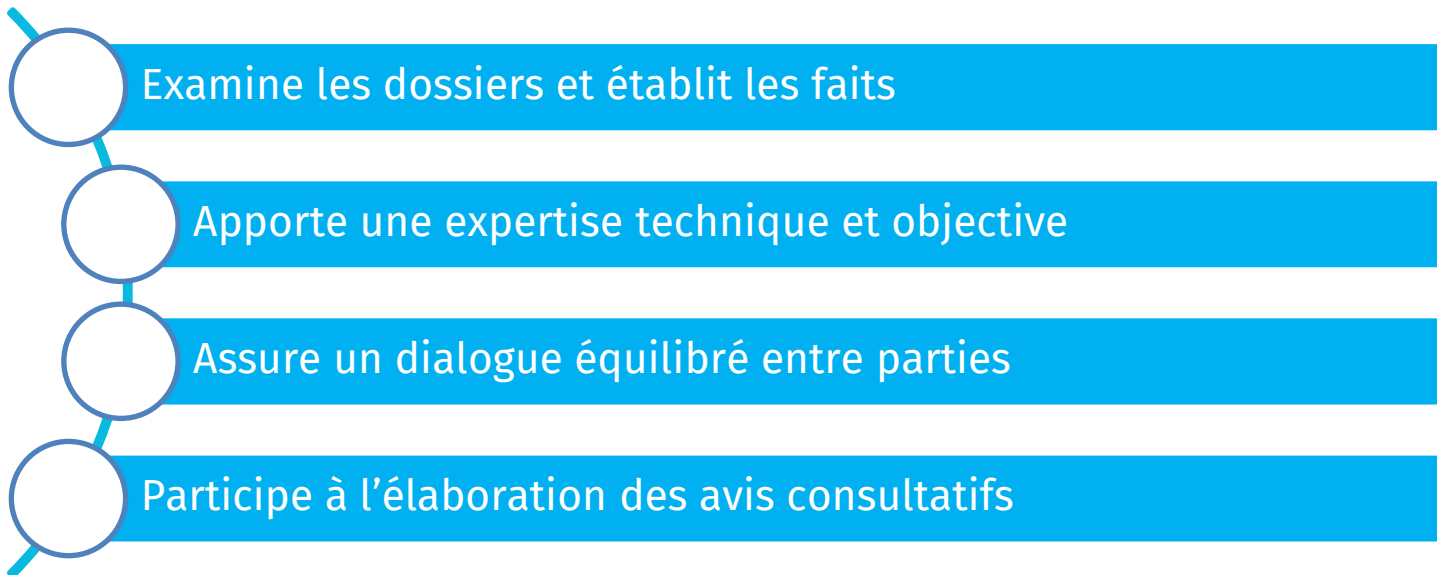 Examine les dossiers et établit les faits
Apporte une expertise technique et objective
Assure un dialogue équilibré entre parties
Participe à l’élaboration des avis consultatifs